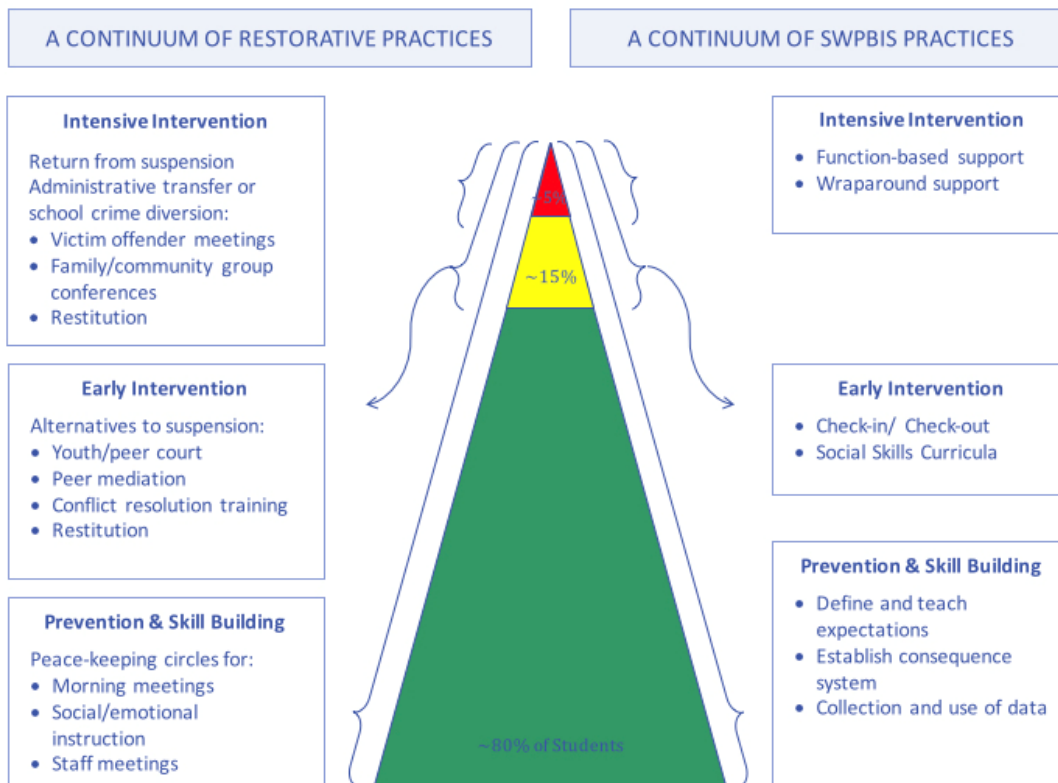 A CONTINUUM OF RESTORATIVE PRACTICES
A CONTINUUM OF SWPBIS PRACTICES
Intensive Intervention
Return from suspension
Administrative transfer or
school crime diversion:
• Victim offender meetings
• Family/community group
conferences
• Restitution
Early Intervention
Alternatives to suspension:
• Youth/peer court
• Peer mediation
• Conflict resolution training
• Restitution
Prevention & Skill Building
Peace-keeping circles for:
• Morning meetings
• Social/emotional
instruction
• Staff meetings
~5%
~15%
~80% of Students
Intensive Intervention
• Function-based support
• Wraparound support
Early Intervention
• Check-in/ Check-out
• Social Skills Curricula
Prevention & Skill Building
• Define and teach
expectations
• Establish consequence
system
• Collection and use of data